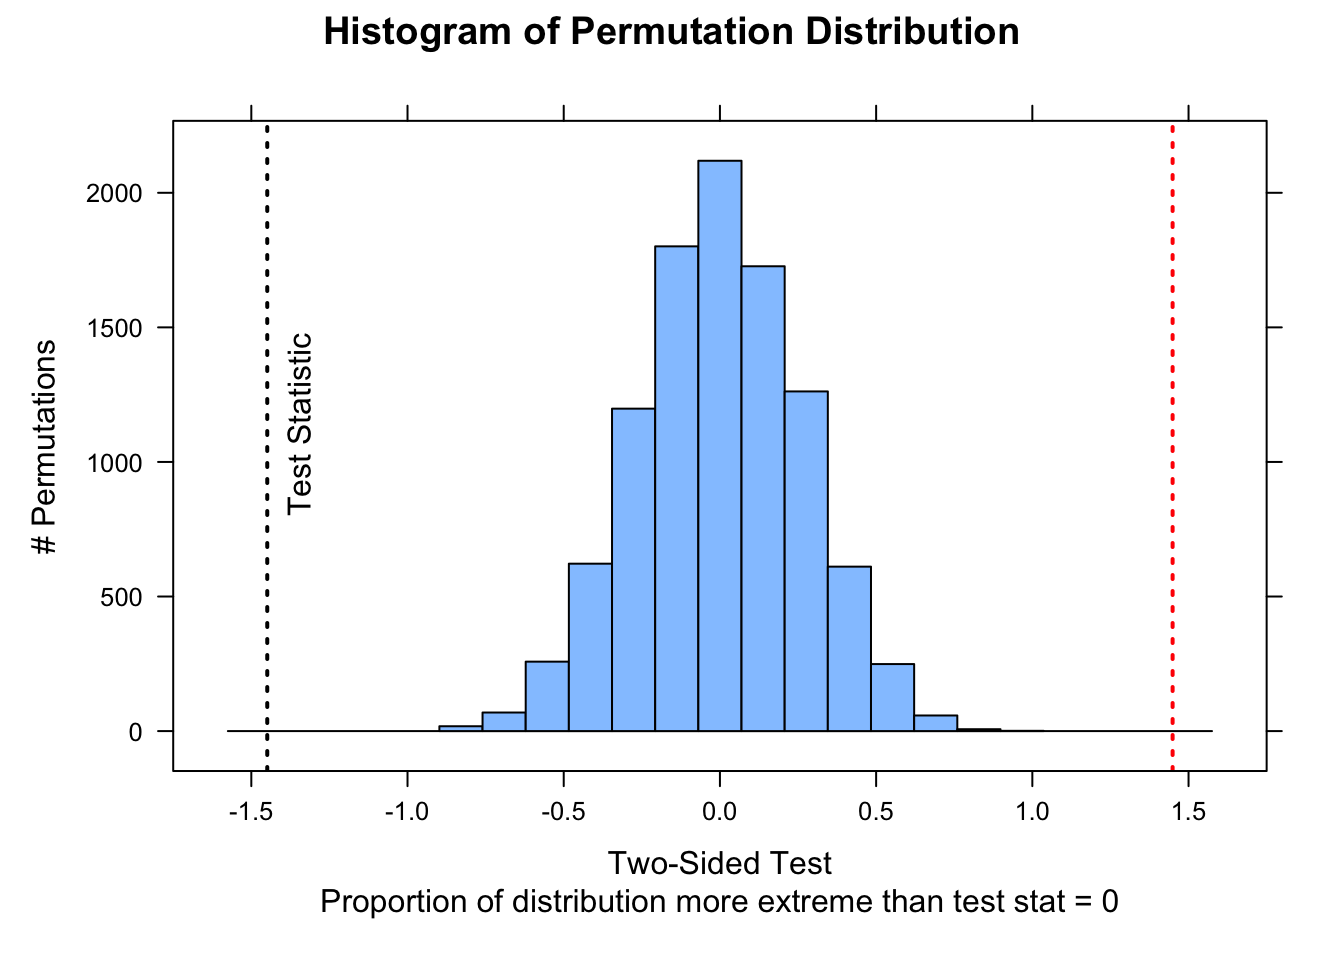 Histogram of Permutation Distribution
# Permutations
2000
1500
1000
500
0
Test Statistic
-1.5 -1.0 -0.5 0.0 0.5 1.0 1.5
Two-Sided Test
Proportion of distribution more extreme than test stat = 0